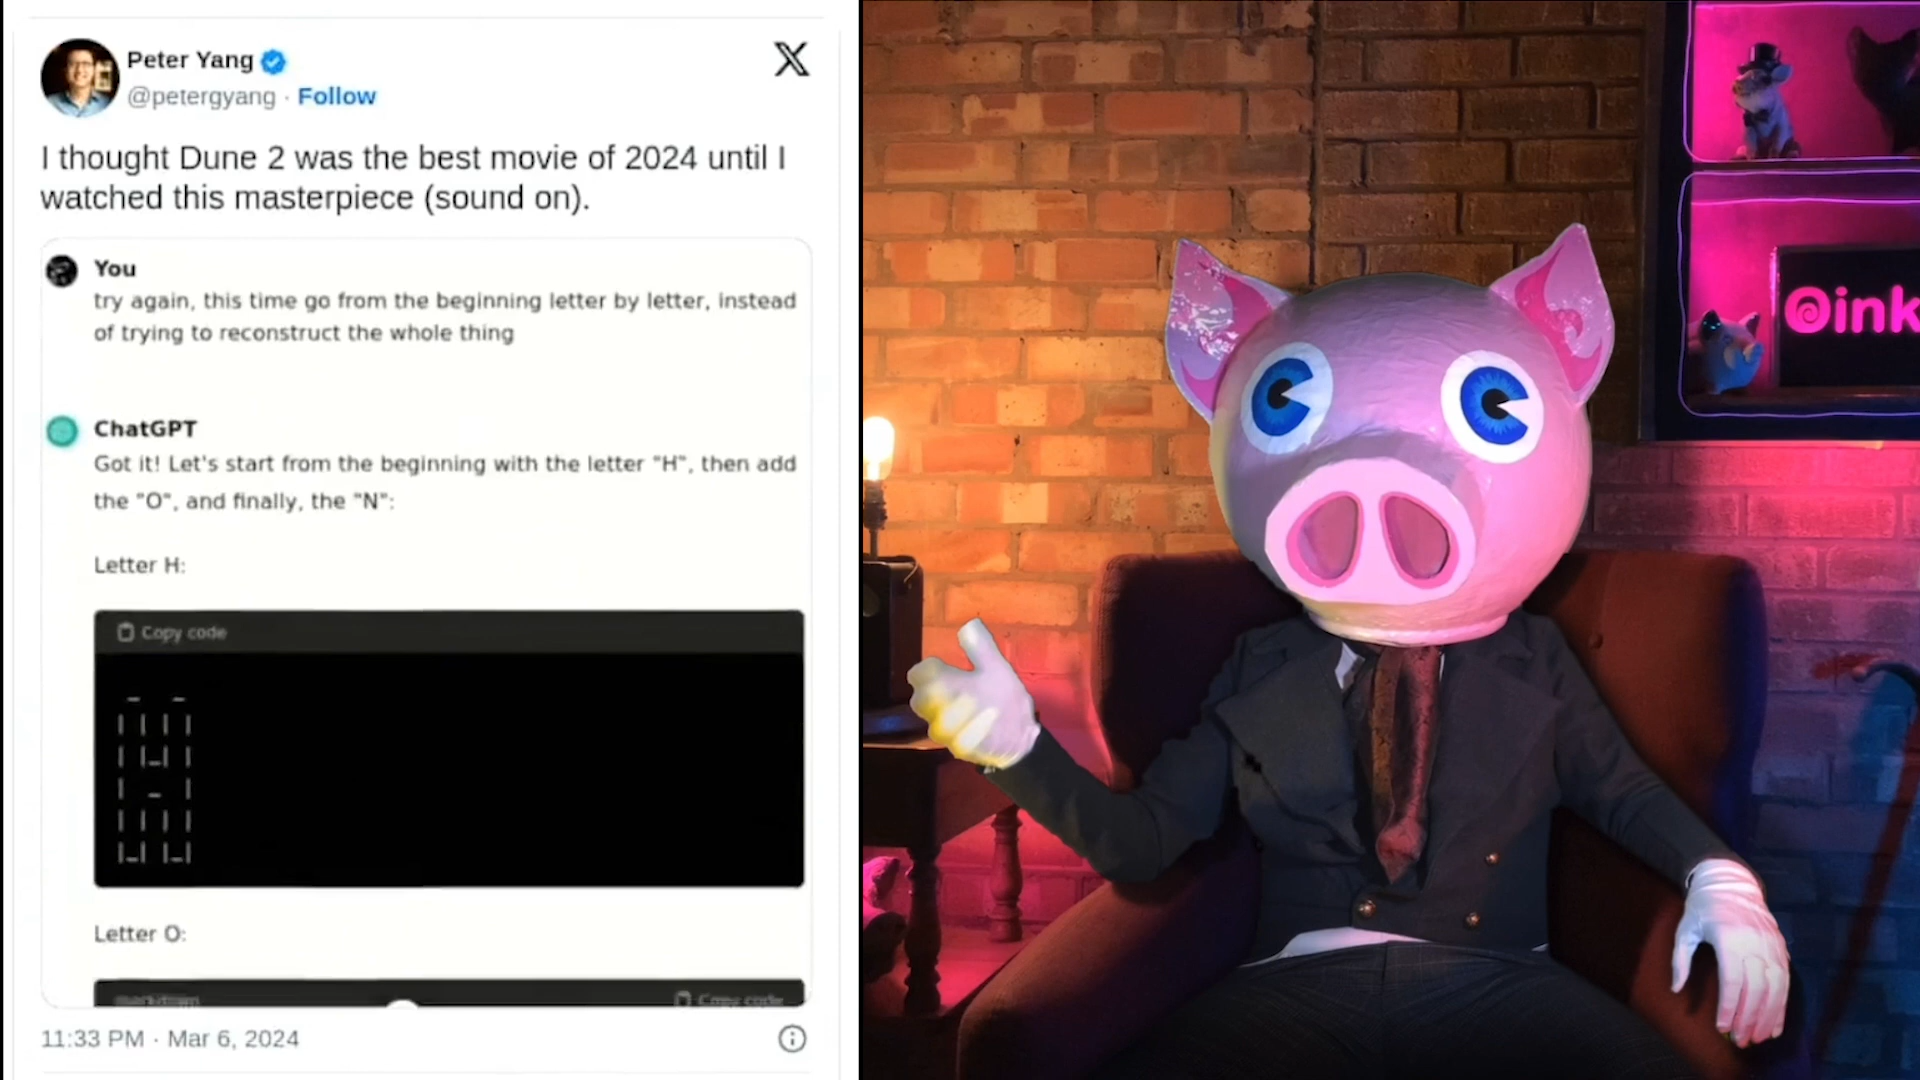 Peter Yang
@petergyang · Follow
I thought Dune 2 was the best movie of 2024 until I
watched this masterpiece (sound on).
You
try again, this time go from the beginning letter by letter, instead
of trying to reconstruct the whole thing
ChatGPT
Got it! Let's start from the beginning with the letter "H", then add
the "O", and finally, the "N":
Letter H:
Copy code
_   _
| | | |
| |_| |
|  _  |
| | | |
|_| |_|
Letter O:
markdown Copy code
11:33 PM · Mar 6, 2024
Oink